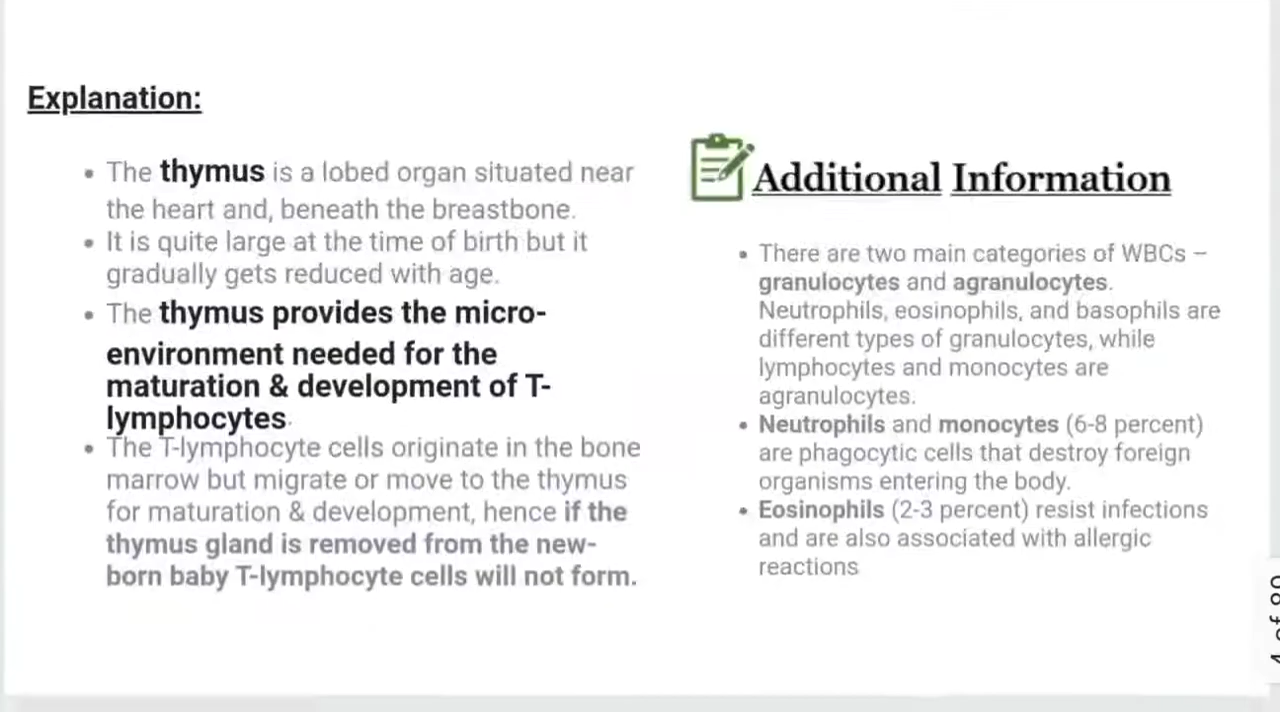 Explanation:
• The thymus is a lobed organ situated near
the heart and, beneath the breastbone.
• It is quite large at the time of birth but it
gradually gets reduced with age.
• The thymus provides the micro-
environment needed for the
maturation & development of T-
lymphocytes.
• The T-lymphocyte cells originate in the bone
marrow but migrate or move to the thymus
for maturation & development, hence if the
thymus gland is removed from the new-
born baby T-lymphocyte cells will not form.
Additional Information
• There are two main categories of WBCs –
granulocytes and agranulocytes.
Neutrophils, eosinophils, and basophils are
different types of granulocytes, while
lymphocytes and monocytes are
agranulocytes.
• Neutrophils and monocytes (6-8 percent)
are phagocytic cells that destroy foreign
organisms entering the body.
• Eosinophils (2-3 percent) resist infections
and are also associated with allergic
reactions
4 of 80